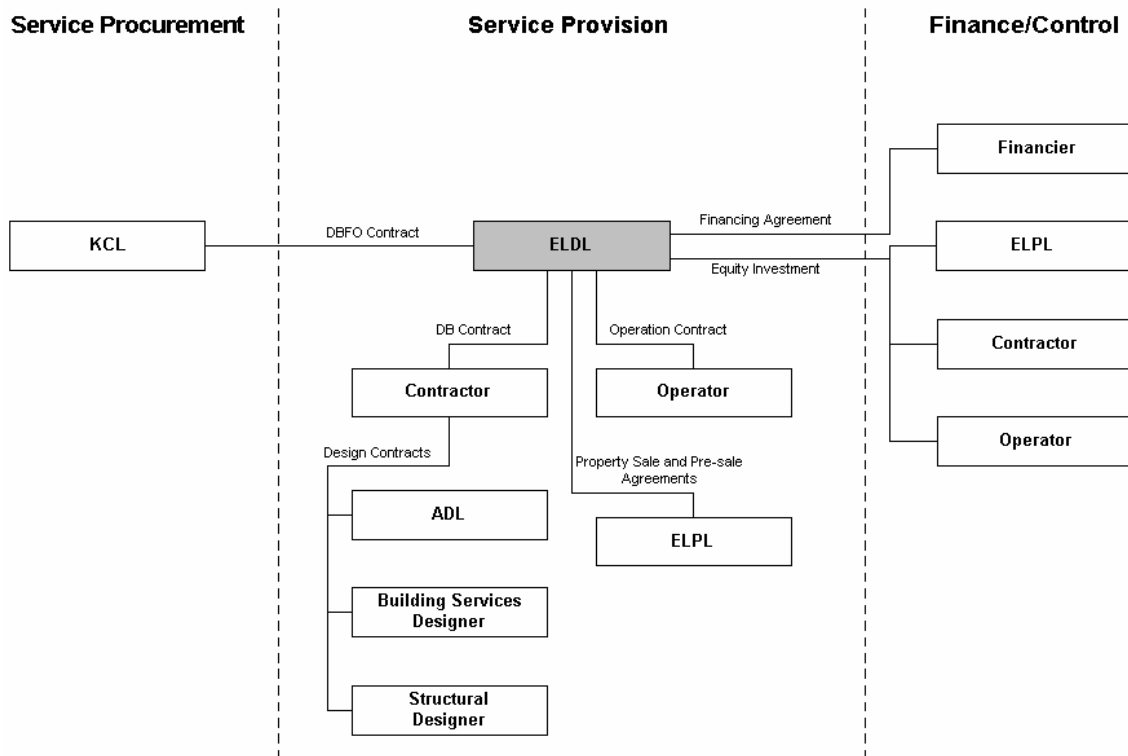 Service Procurement
Service Provision
Finance/Control
Financier
Financing Agreement
KCL
DBFO Contract
ELDL
ELPL
Equity Investment
DB Contract
Operation Contract
Contractor
Contractor
Operator
Operator
Design Contracts
Property Sale and Pre-sale
Agreements
ADL
ELPL
Building Services
Designer
Structural
Designer